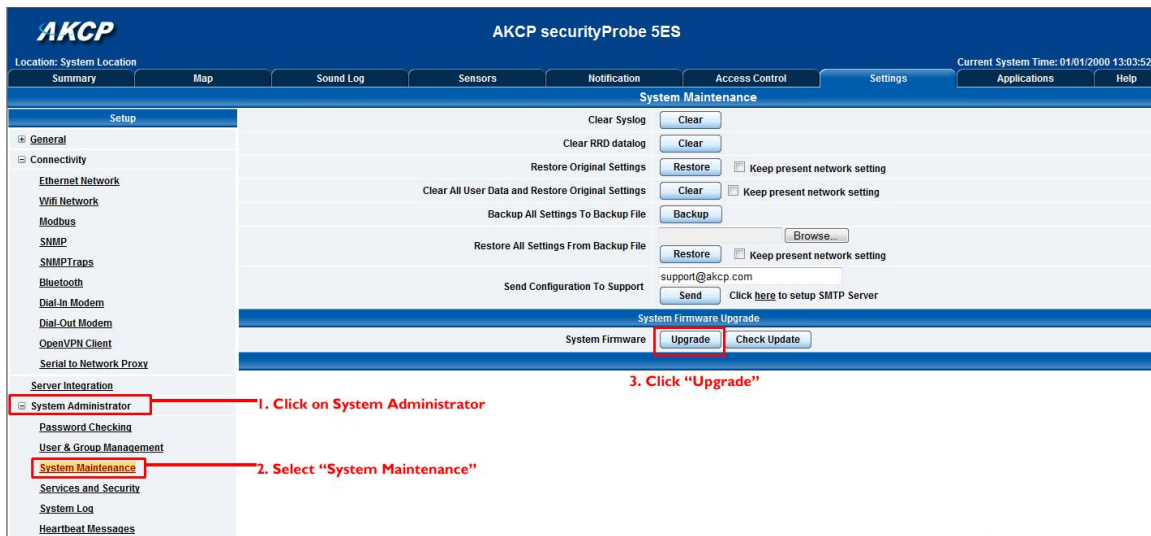 AKCP
AKCP securityProbe 5ES
Location: System Location
Current System Time: 01/01/2000 13:03:52
Summary Map Sound Log Sensors Notification Access Control Settings Applications Help
System Maintenance
Setup
General
Connectivity
Ethernet Network
Wifi Network
Modbus
SNMP
SNMPTraps
Bluetooth
Dial-In Modem
Dial-Out Modem
OpenVPN Client
Serial to Network Proxy
Server Integration
System Administrator
Password Checking
User & Group Management
System Maintenance
Services and Security
System Log
Heartbeat Messages
Clear Syslog Clear
Clear RRD datalog Clear
Restore Original Settings Restore Keep present network setting
Clear All User Data and Restore Original Settings Clear Keep present network setting
Backup All Settings To Backup File Backup
Browse...
Restore All Settings From Backup File
Restore Keep present network setting
support@akcp.com
Send Configuration To Support
Send Click here to setup SMTP Server
System Firmware Upgrade
System Firmware Upgrade Check Update
3. Click “Upgrade”
1. Click on System Administrator
2. Select “System Maintenance”